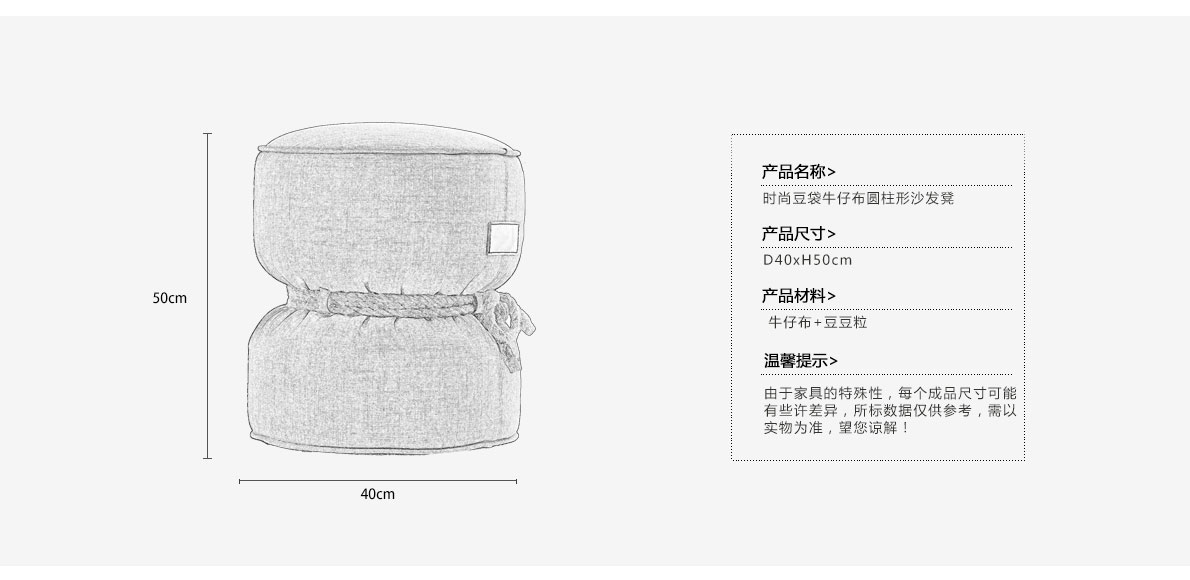 50cm
40cm
产品名称>
时尚豆袋牛仔布圆柱形沙发凳
产品尺寸>
D40xH50cm
产品材料>
牛仔布+豆豆粒
温馨提示>
由于家具的特殊性，每个成品尺寸可能
有些许差异，所标数据仅供参考，需以
实物为准，望您谅解！